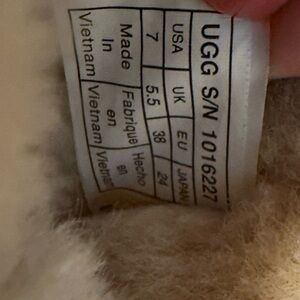 UGG S/N 1016227
USA UK EU JAPAN
7 5.5 38 24
Made Fabrique Hecho
In en en
Vietnam Vietnam